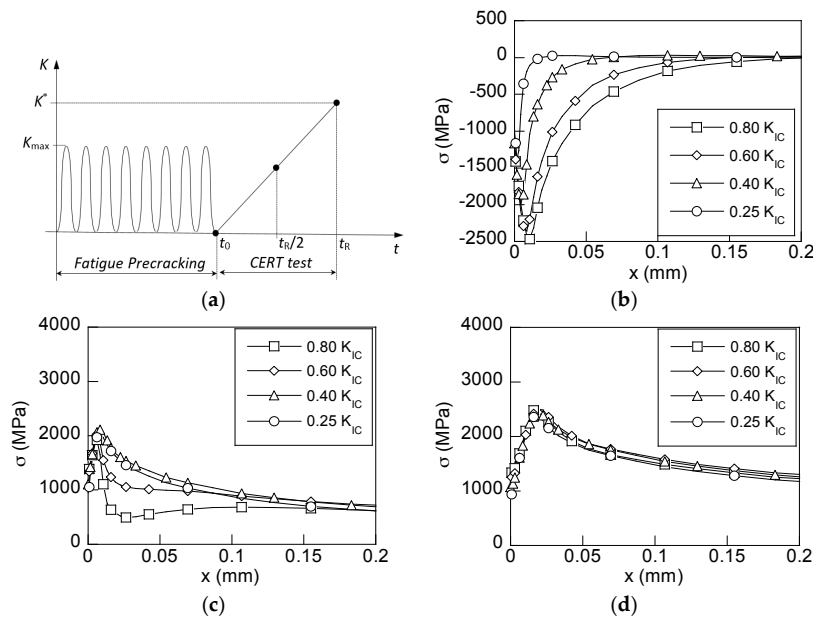 K
K*
Kmax
t0
tR/2
tR
t
Fatigue Precracking
CERT test
(a)
500
0
-500
-1000
-1500
-2000
-2500
σ (MPa)
0.80 KIC
0.60 KIC
0.40 KIC
0.25 KIC
0 0.05 0.1 0.15 0.2
x (mm)
(b)
4000
3000
2000
1000
0
σ (MPa)
0.80 KIC
0.60 KIC
0.40 KIC
0.25 KIC
0 0.05 0.1 0.15 0.2
x (mm)
(c)
4000
3000
2000
1000
0
σ (MPa)
0.80 KIC
0.60 KIC
0.40 KIC
0.25 KIC
0 0.05 0.1 0.15 0.2
x (mm)
(d)